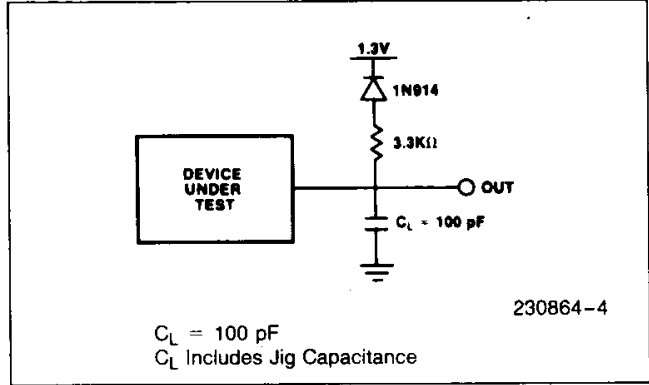 1.3V
1N914
3.3KΩ
DEVICE
UNDER
TEST
OUT
C_L = 100 pF
230864-4
C_L = 100 pF
C_L Includes Jig Capacitance